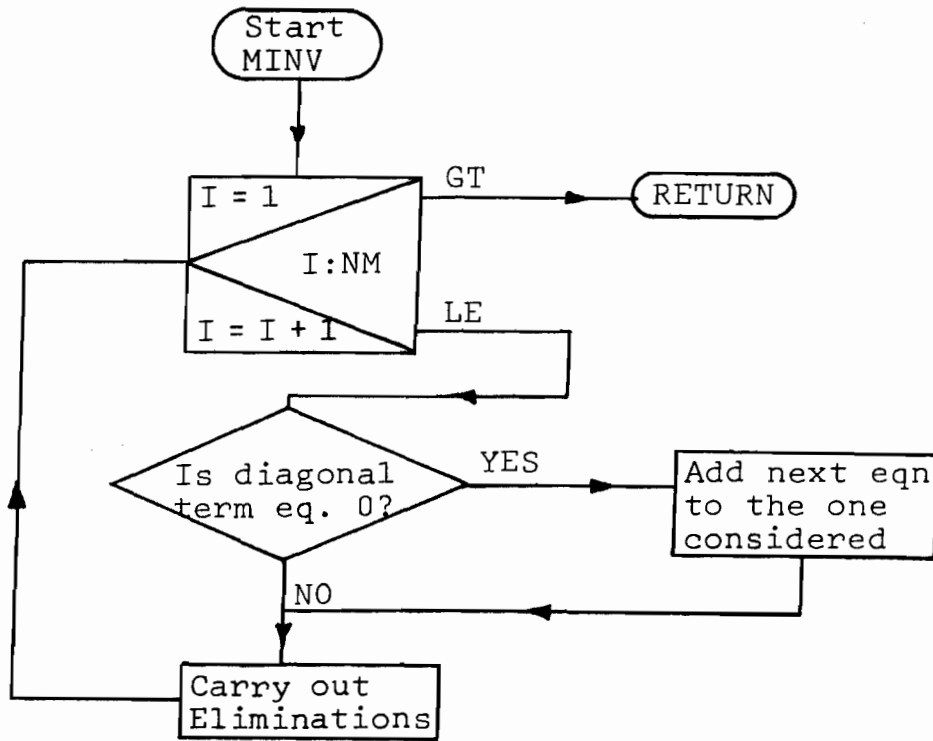 Start
MINV
I = 1
GT
RETURN
I:NM
LE
I = I + 1
Is diagonal
term eq. 0?
YES
Add next eqn
to the one
considered
NO
Carry out
Eliminations